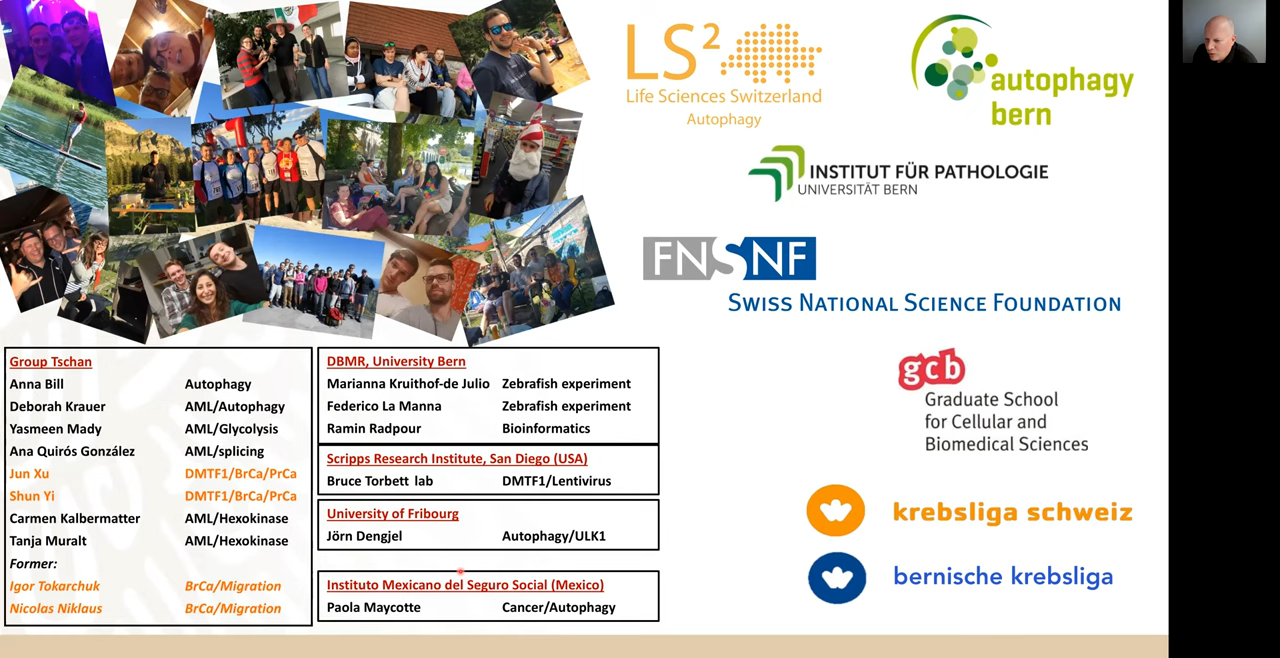 LS²
Life Sciences Switzerland
Autophagy
autophagy
bern
INSTITUT FÜR PATHOLOGIE
UNIVERSITÄT BERN
FNSNF
SWISS NATIONAL SCIENCE FOUNDATION
gcb
Graduate School
for Cellular and
Biomedical Sciences
krebsliga schweiz
bernische krebsliga
Group Tschan
Anna Bill Autophagy
Deborah Krauer AML/Autophagy
Yasmeen Mady AML/Glycolysis
Ana Quirós González AML/splicing
Jun Xu DMTF1/BrCa/PrCa
Shun Yi DMTF1/BrCa/PrCa
Carmen Kalbermatter AML/Hexokinase
Tanja Muralt AML/Hexokinase
Former:
Igor Tokarchuk BrCa/Migration
Nicolas Niklaus BrCa/Migration
DBMR, University Bern
Marianna Kruithof-de Julio Zebrafish experiment
Federico La Manna Zebrafish experiment
Ramin Radpour Bioinformatics
Scripps Research Institute, San Diego (USA)
Bruce Torbett lab DMTF1/Lentivirus
University of Fribourg
Jörn Dengjel Autophagy/ULK1
Instituto Mexicano del Seguro Social (Mexico)
Paola Maycotte Cancer/Autophagy